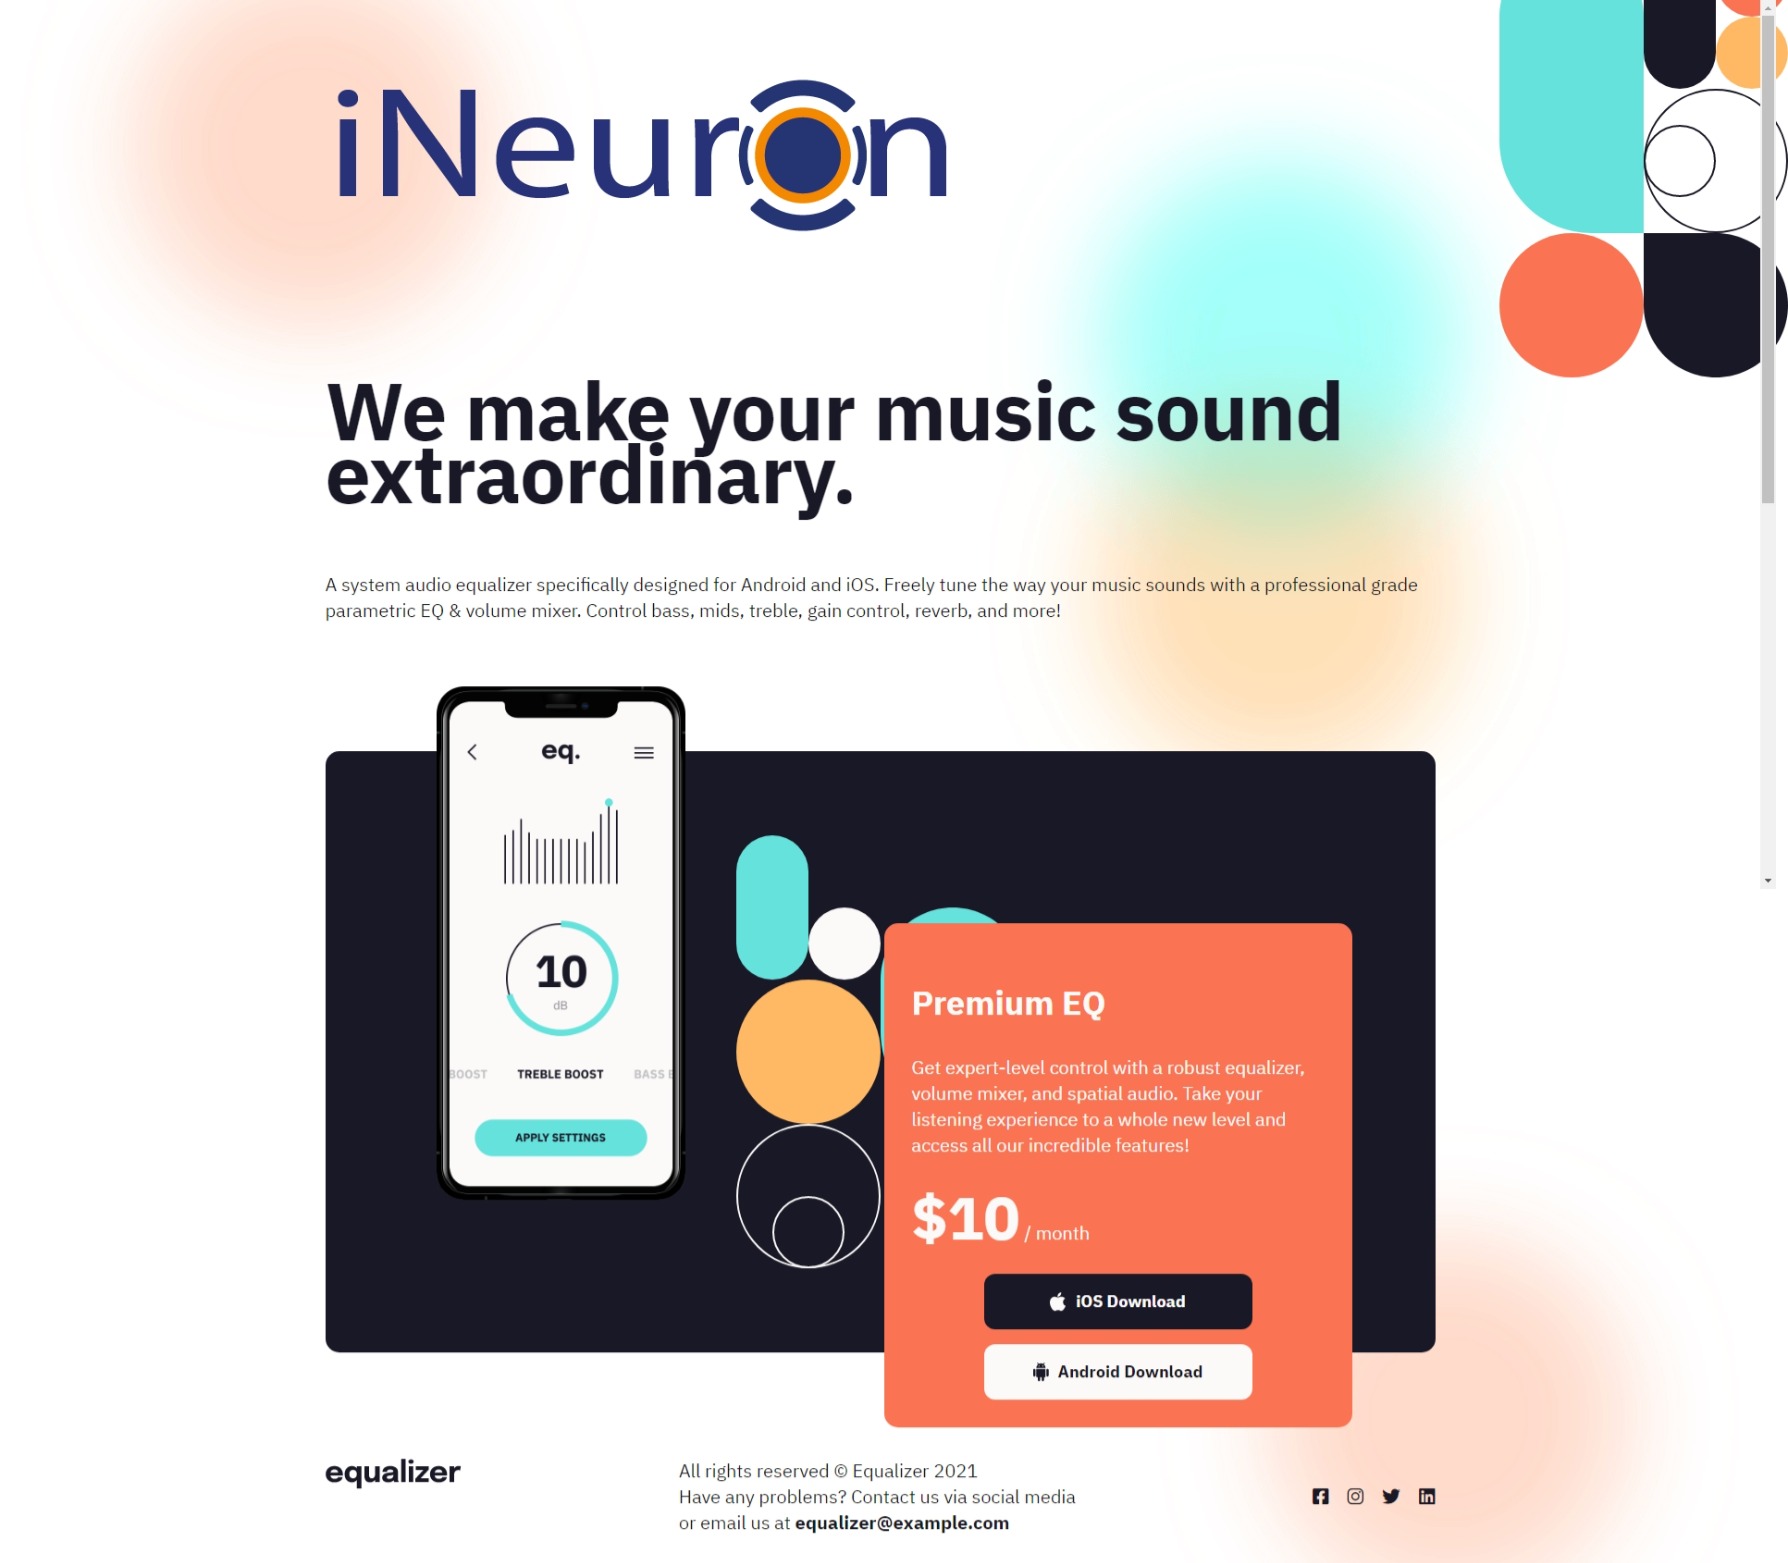 iNeuron
We make your music sound
extraordinary.
A system audio equalizer specifically designed for Android and iOS. Freely tune the way your music sounds with a professional grade
parametric EQ & volume mixer. Control bass, mids, treble, gain control, reverb, and more!
eq.
10
dB
BOOST TREBLE BOOST BASS
APPLY SETTINGS
Premium EQ
Get expert-level control with a robust equalizer,
volume mixer, and spatial audio. Take your
listening experience to a whole new level and
access all our incredible features!
$10 / month
iOS Download
Android Download
equalizer
All rights reserved © Equalizer 2021
Have any problems? Contact us via social media
or email us at equalizer@example.com